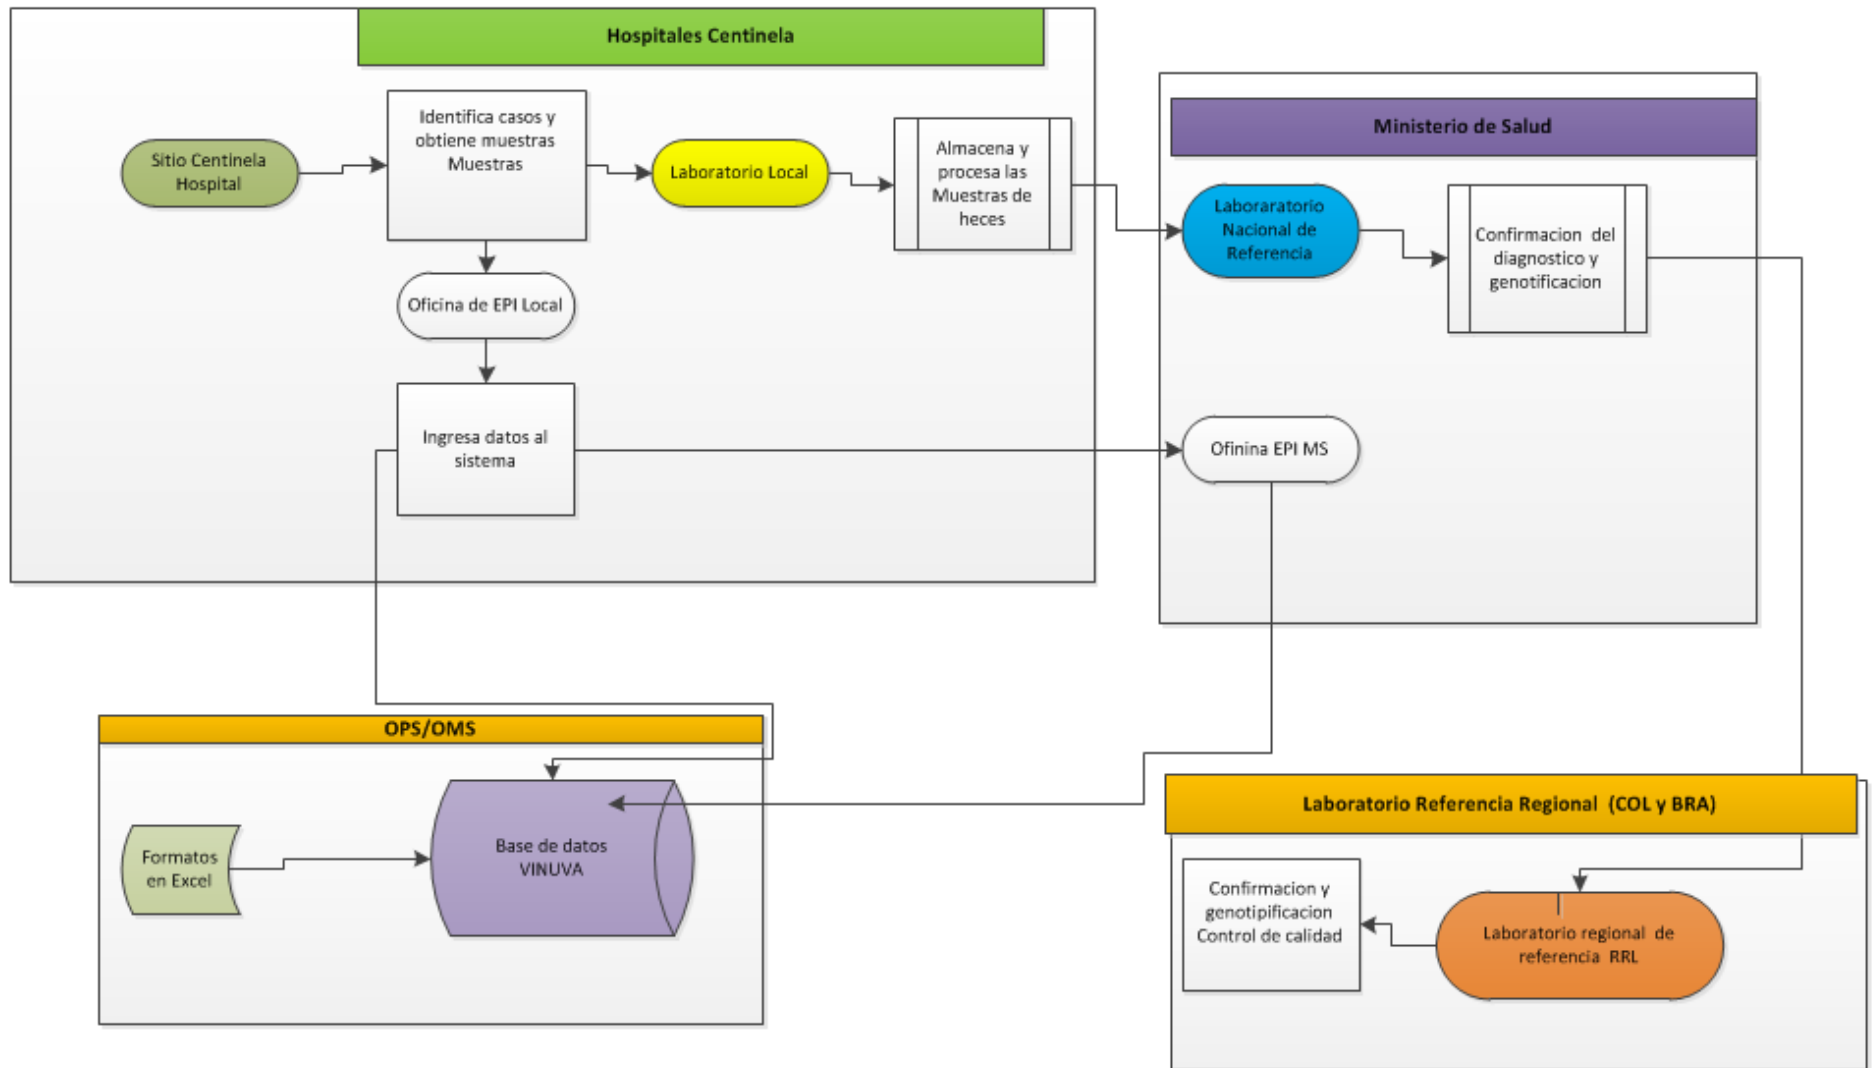 Hospitales Centinela
Identifica casos y
obtiene muestras
Muestras
Sitio Centinela
Hospital
Laboratorio Local
Almacena y
procesa las
Muestras de
heces
Oficina de EPI Local
Ingresa datos al
sistema
Ministerio de Salud
Laboraratorio
Nacional de
Referencia
Confirmacion del
diagnostico y
genotificacion
Ofinina EPI MS
OPS/OMS
Formatos
en Excel
Base de datos
VINUVA
Laboratorio Referencia Regional (COL y BRA)
Confirmacion y
genotipificacion
Control de calidad
Laboratorio regional de
referencia RRL